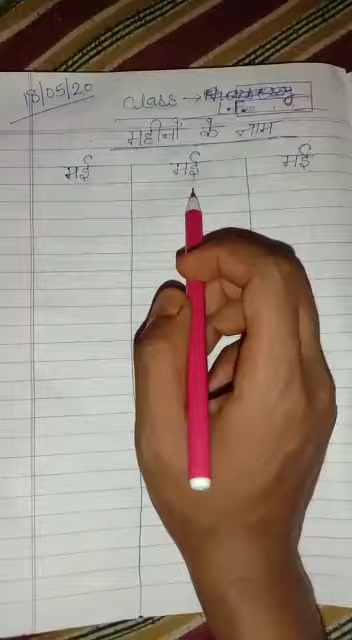 18/05/20
Class →
महीनों के नाम
मई मई मई